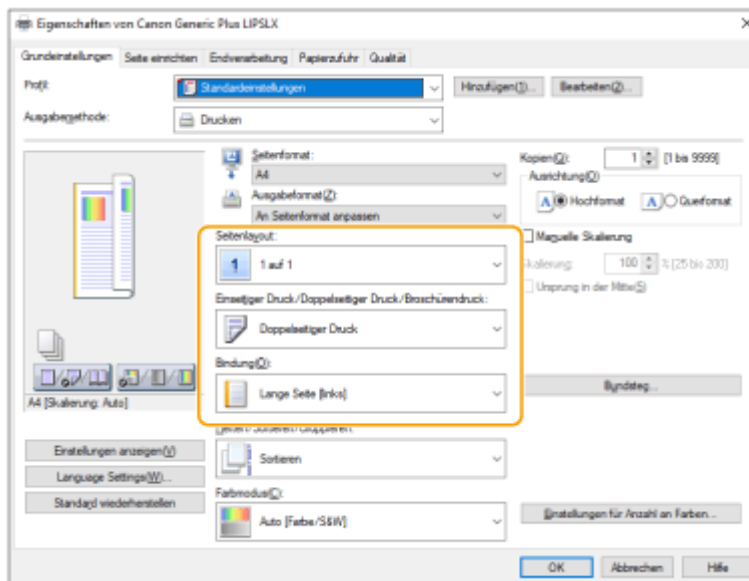 Eigenschaften von Canon Generic Plus LIPSLX
Grundeinstellungen Seite einrichten Endverarbeitung Papierzufuhr Qualität
Profil: Standardeinstellungen Hinzufügen(1)... Bearbeiten(2)...
Ausgabemethode: Drucken
Seitenformat:
A4
Ausgabeformat(Z):
An Seitenformat anpassen
Kopien(Q): 1 [1 bis 9999]
Ausrichtung(O)
A Hochformat A Querformat
Seitenlayout:
1 1 auf 1
Manuelle Skalierung
Skalierung: 100 % [25 bis 200]
Ursprung in der Mitte(S)
Einseitiger Druck/Doppelseitiger Druck/Broschürendruck:
Doppelseitiger Druck
Bindung(O):
Lange Seite [links]
Bundsteg...
A4 [Skalierung: Auto]
Sortieren
Einstellungen anzeigen(V)
Language Settings(W)...
Standard wiederherstellen
Farbmodus(C):
Auto [Farbe/S&W]
Einstellungen für Anzahl an Farben...
OK Abbrechen Hilfe